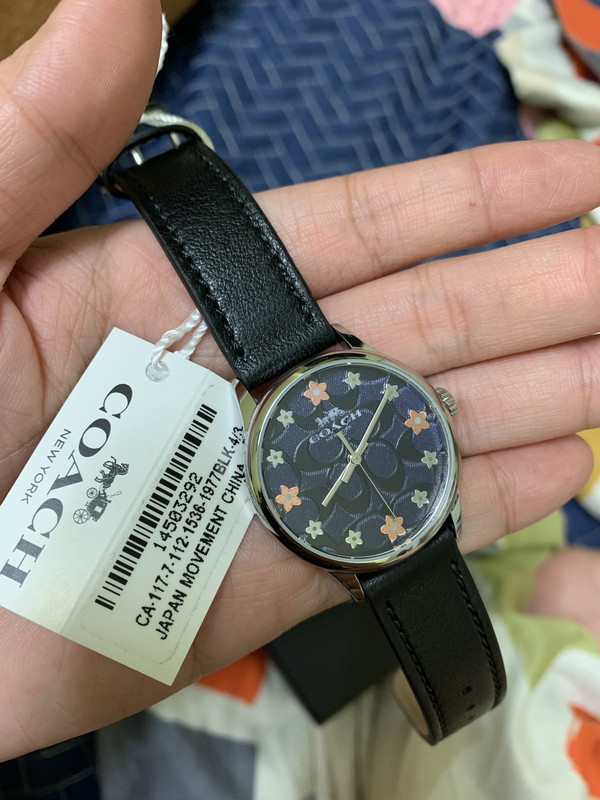 COACH
COACH
NEW YORK
14503292
CA.117.7.112.1536-1977BLK-4/3
JAPAN MOVEMENT CHINA